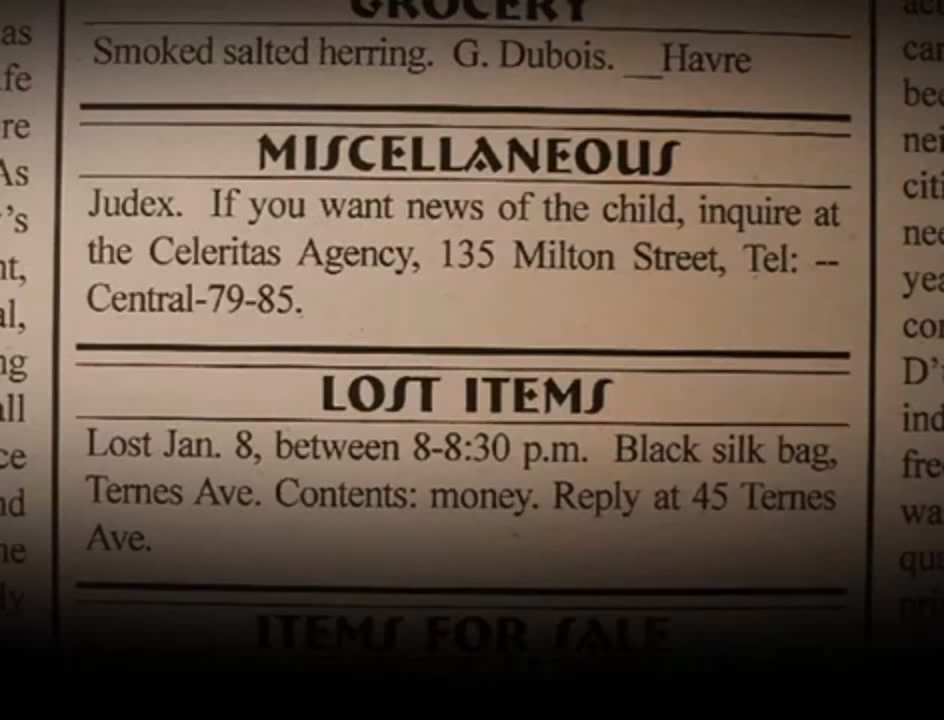 GROCERY
as
Smoked salted herring. G. Dubois. __Havre
MISCELLANEOUS
Judex. If you want news of the child, inquire at
the Celeritas Agency, 135 Milton Street, Tel: --
Central-79-85.
LOST ITEMS
Lost Jan. 8, between 8-8:30 p.m. Black silk bag,
Ternes Ave. Contents: money. Reply at 45 Ternes
Ave.
ITEMS FOR SALE